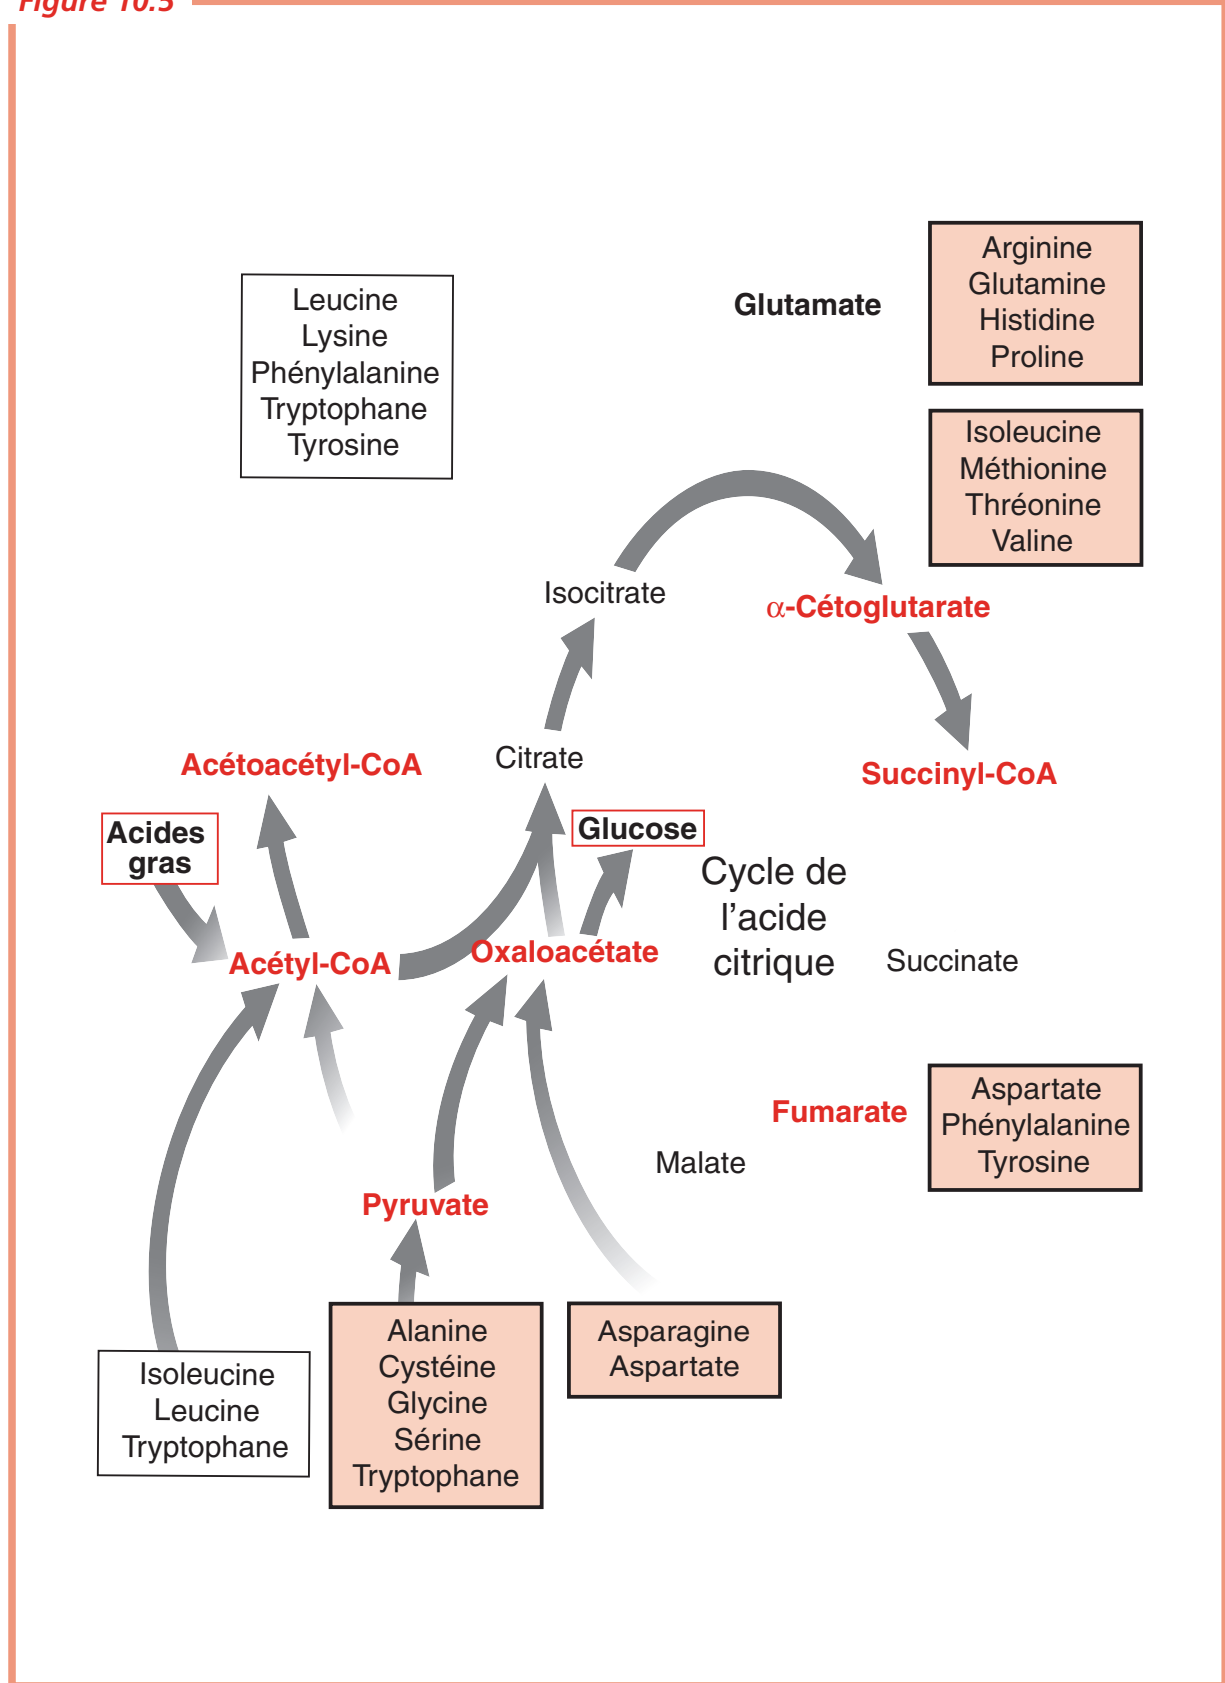 Figure 10.5
Arginine
Glutamine
Histidine
Proline
Glutamate
Leucine
Lysine
Phénylalanine
Tryptophane
Tyrosine
Isoleucine
Méthionine
Thréonine
Valine
Isocitrate
α-Cétoglutarate
Citrate
Acétoacétyl-CoA
Succinyl-CoA
Acides
gras
Glucose
Cycle de
l'acide
citrique
Acétyl-CoA
Oxaloacétate
Succinate
Fumarate
Aspartate
Phénylalanine
Tyrosine
Malate
Pyruvate
Isoleucine
Leucine
Tryptophane
Alanine
Cystéine
Glycine
Sérine
Tryptophane
Asparagine
Aspartate